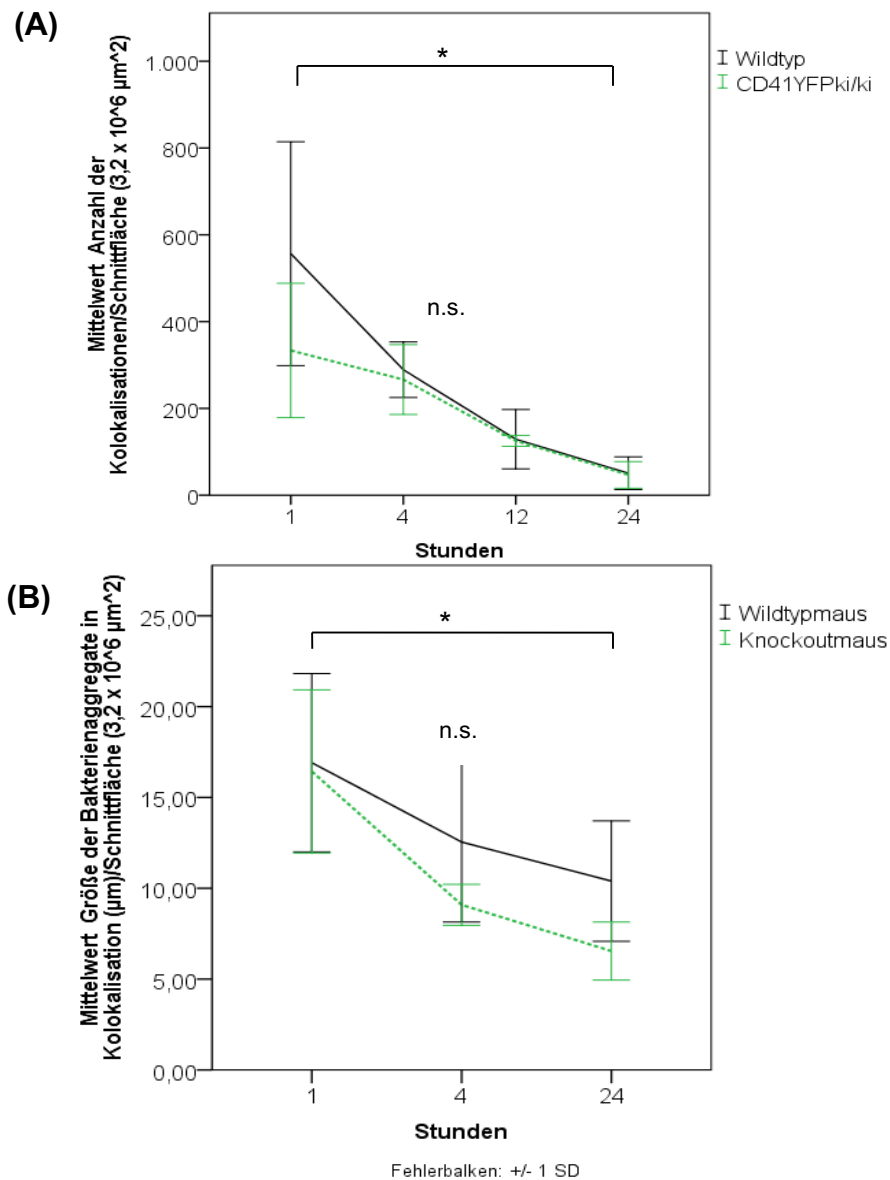 (A)
Mittelwert Anzahl der
Kolokalisationen/Schnittfläche (3,2 x 10^6 µm^2)
1.000
800
600
400
200
0
*
n.s.
Wildtyp
CD41YFPki/ki
1 4 12 24
Stunden
(B)
Mittelwert Größe der Bakterienaggregate in
Kolokalisation (µm)/Schnittfläche (3,2 x 10^6 µm^2)
25,00
20,00
15,00
10,00
5,00
0,00
*
n.s.
Wildtypmaus
Knockoutmaus
1 4 24
Stunden
Fehlerbalken: +/- 1 SD